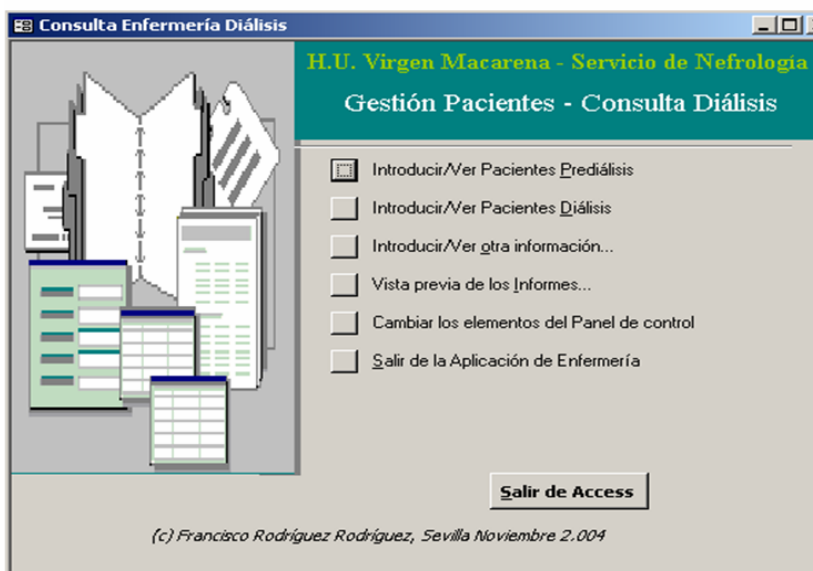 Consulta Enfermería Diálisis
H.U. Virgen Macarena - Servicio de Nefrología
Gestión Pacientes - Consulta Diálisis
Introducir/Ver Pacientes Prediálisis
Introducir/Ver Pacientes Diálisis
Introducir/Ver otra información...
Vista previa de los Informes...
Cambiar los elementos del Panel de control
Salir de la Aplicación de Enfermería
Salir de Access
(c) Francisco Rodríguez Rodríguez, Sevilla Noviembre 2.004